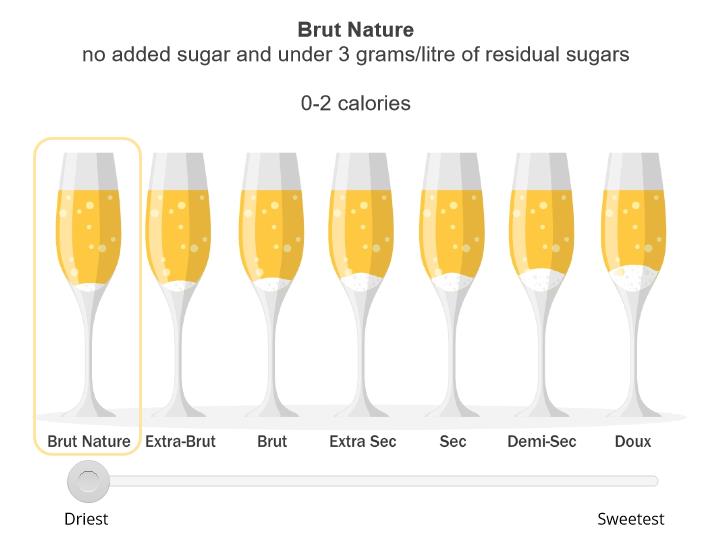 Brut Nature
no added sugar and under 3 grams/litre of residual sugars
0-2 calories
Brut Nature Extra-Brut Brut Extra Sec Sec Demi-Sec Doux
Driest Sweetest